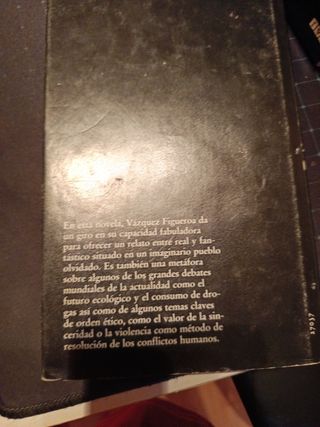 En esta novela, Vázquez Figueroa da
un giro en su capacidad fabuladora
para ofrecer un relato entre real y fan-
tástico situado en un imaginario pueblo
olvidado. Es también una metáfora
sobre algunos de los grandes debates
mundiales de la actualidad como el
futuro ecológico y el consumo de dro-
gas así como de algunos temas claves
de orden ético, como el valor de la sin-
ceridad o la violencia como método de
resolución de los conflictos humanos.
17037